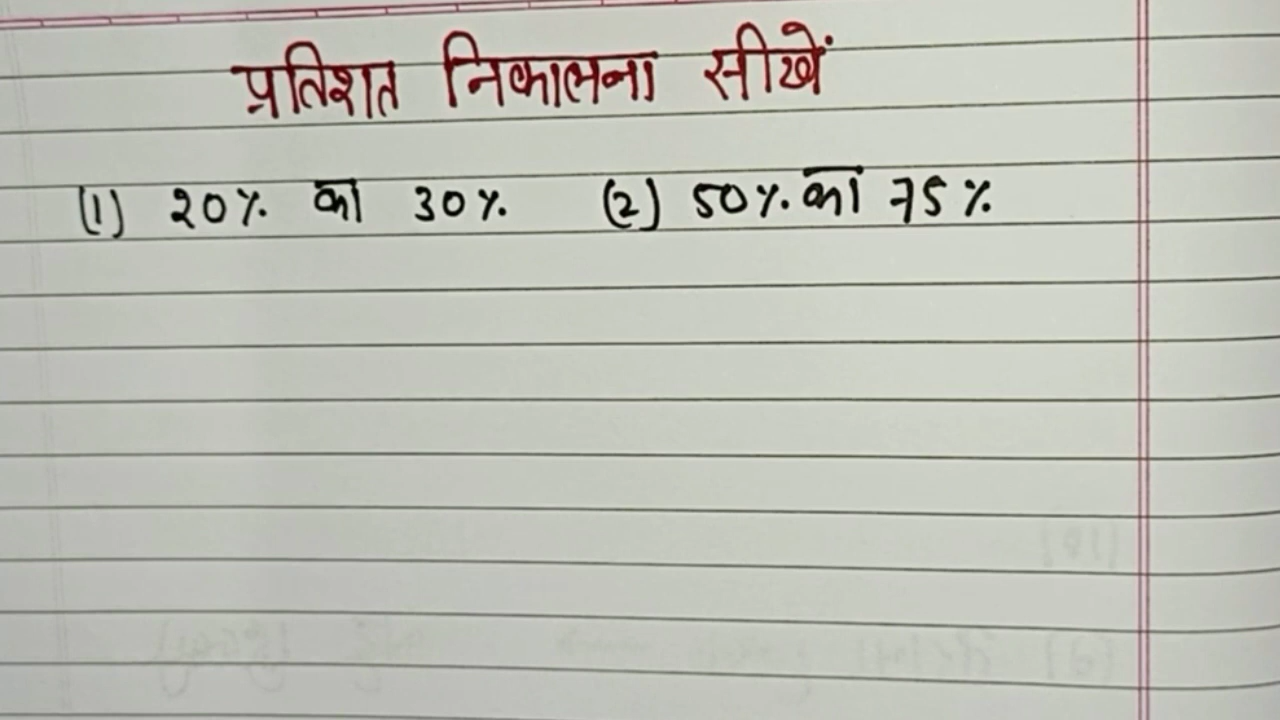 प्रतिशत निकालना सीखें
(1) 20% का 30% (2) 50% का 75%